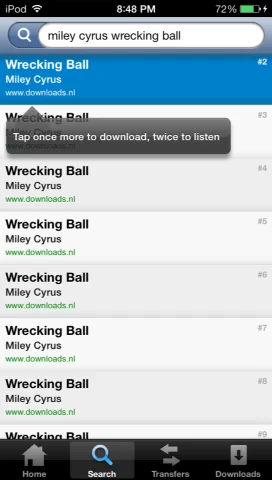 iPod 8:48 PM 72%
miley cyrus wrecking ball
Wrecking Ball #2
Miley Cyrus
www.downloads.nl
Wrecking Ball #3
Tap once more to download, twice to listen
Wrecking Ball #4
Miley Cyrus
www.downloads.nl
Wrecking Ball #5
Miley Cyrus
www.downloads.nl
Wrecking Ball #6
Miley Cyrus
www.downloads.nl
Wrecking Ball #7
Miley Cyrus
www.downloads.nl
Wrecking Ball #8
Miley Cyrus
www.downloads.nl
Wrecking Ball #9
Home Search Transfers Downloads